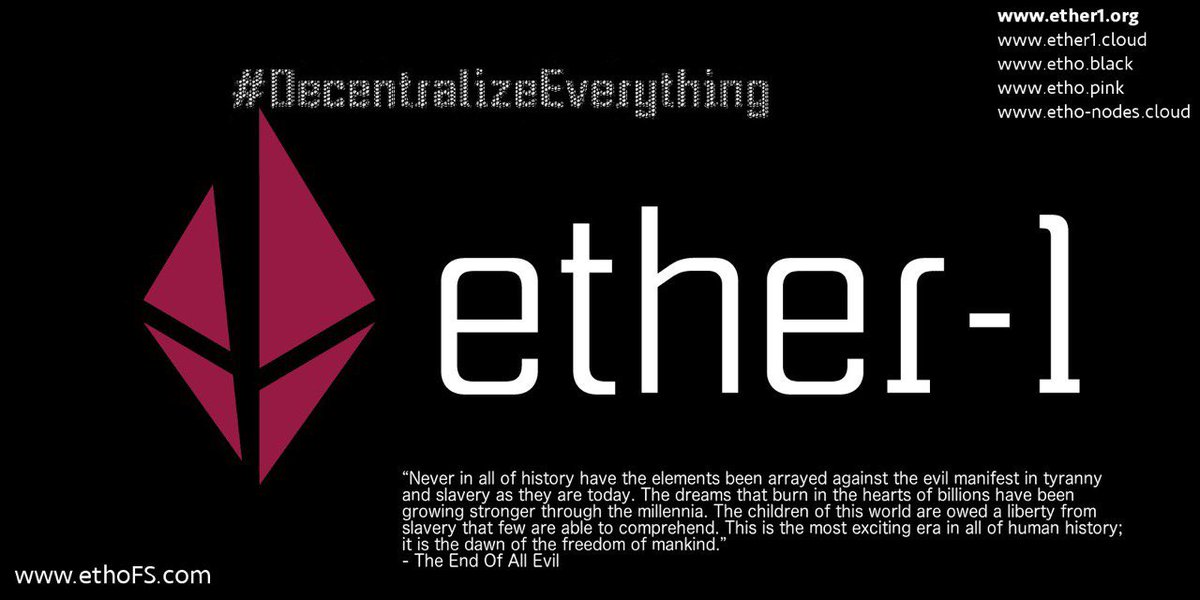 www.ether1.org
www.ether1.cloud
www.etho.black
www.etho.pink
www.etho-nodes.cloud
#DecentralizeEverything
ether-1
“Never in all of history have the elements been arrayed against the evil manifest in tyranny
and slavery as they are today. The dreams that burn in the hearts of billions have been
growing stronger through the millennia. The children of this world are owed a liberty from
slavery that few are able to comprehend. This is the most exciting era in all of human history;
it is the dawn of the freedom of mankind.”
- The End Of All Evil
www.ethoFS.com